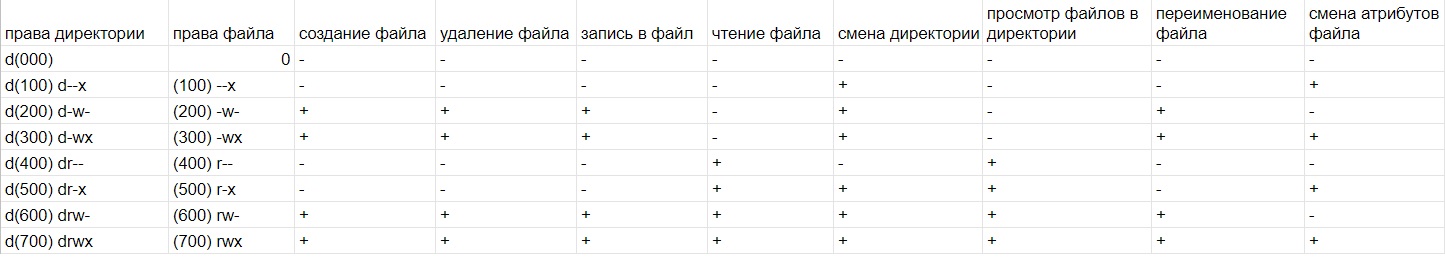 права директории права файла создание файла удаление файла запись в файл чтение файла смена директории просмотр файлов в директории переименование файла смена атрибутов файла
d(000) 0 - - - - - - - -
d(100) d--x (100) --x - - - - + - - +
d(200) d-w- (200) -w- + + + - + - + -
d(300) d-wx (300) -wx + + + - + - + +
d(400) dr-- (400) r-- - - - + - + - -
d(500) dr-x (500) r-x - - - + + + - +
d(600) drw- (600) rw- + + + + + + + -
d(700) drwx (700) rwx + + + + + + + +